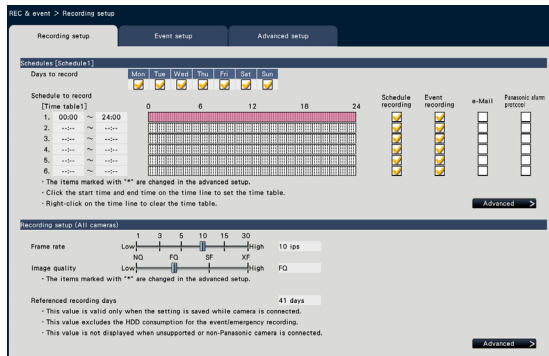 REC & event > Recording setup
Recording setup Event setup Advanced setup
Schedules [Schedule1]
Days to record Mon Tue Wed Thu Fri Sat Sun
Schedule to record
[Time table1] 0 6 12 18 24 Schedule recording Event recording e-Mail Panasonic alarm protocol
1. 00:00 ~ 24:00
2. --:-- ~ --:--
3. --:-- ~ --:--
4. --:-- ~ --:--
5. --:-- ~ --:--
6. --:-- ~ --:--
· The items marked with "*" are changed in the advanced setup.
· Click the start time and end time on the time line to set the time table.
· Right-click on the time line to clear the time table.
Advanced >
Recording setup (All cameras)
1 3 5 10 15 30
Frame rate Low High 10 ips
NQ FQ SF XF
Image quality Low High FQ
· The items marked with "*" are changed in the advanced setup.
Referenced recording days 41 days
· This value is valid only when the setting is saved while camera is connected.
· This value excludes the HDD consumption for the event/emergency recording.
· This value is not displayed when unsupported or non-Panasonic camera is connected.
Advanced >